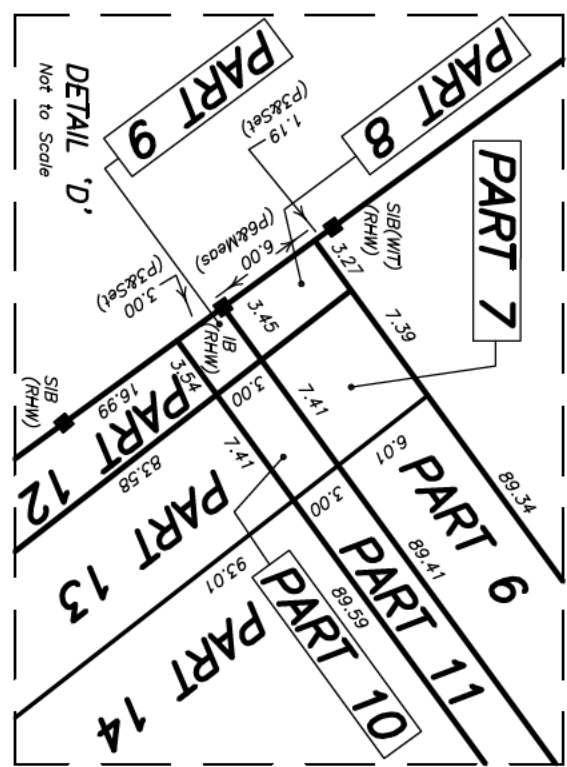 DETAIL 'D'
Not to Scale
PART 9
PART 8
PART 7
1.19
(P3&Set)
SIB(WIT)
(RHW)
6.00
(P6&Meas)
3.00
(P3&Set)
IB
(RHW)
SIB
(RHW)
3.27
7.39
3.45
7.41
3.00
3.54
7.41
16.99
83.58
6.01
3.00
89.34
89.41
89.59
93.01
PART 12
PART 13
PART 14
PART 6
PART 11
PART 10